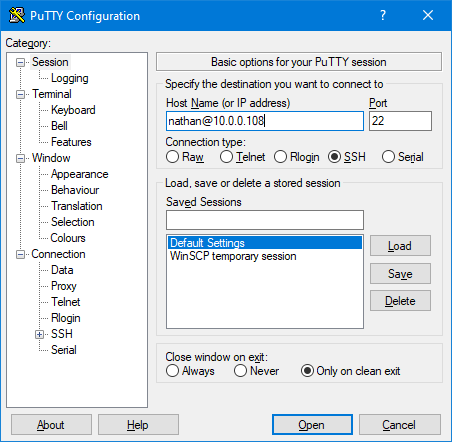 PuTTY Configuration
? ×
Category:
Session
Logging
Terminal
Keyboard
Bell
Features
Window
Appearance
Behaviour
Translation
Selection
Colours
Connection
Data
Proxy
Telnet
Rlogin
SSH
Serial
Basic options for your PuTTY session
Specify the destination you want to connect to
Host Name (or IP address) Port
nathan@10.0.0.108 22
Connection type:
Raw Telnet Rlogin SSH Serial
Load, save or delete a stored session
Saved Sessions
Default Settings
WinSCP temporary session
Load
Save
Delete
Close window on exit:
Always Never Only on clean exit
About Help Open Cancel